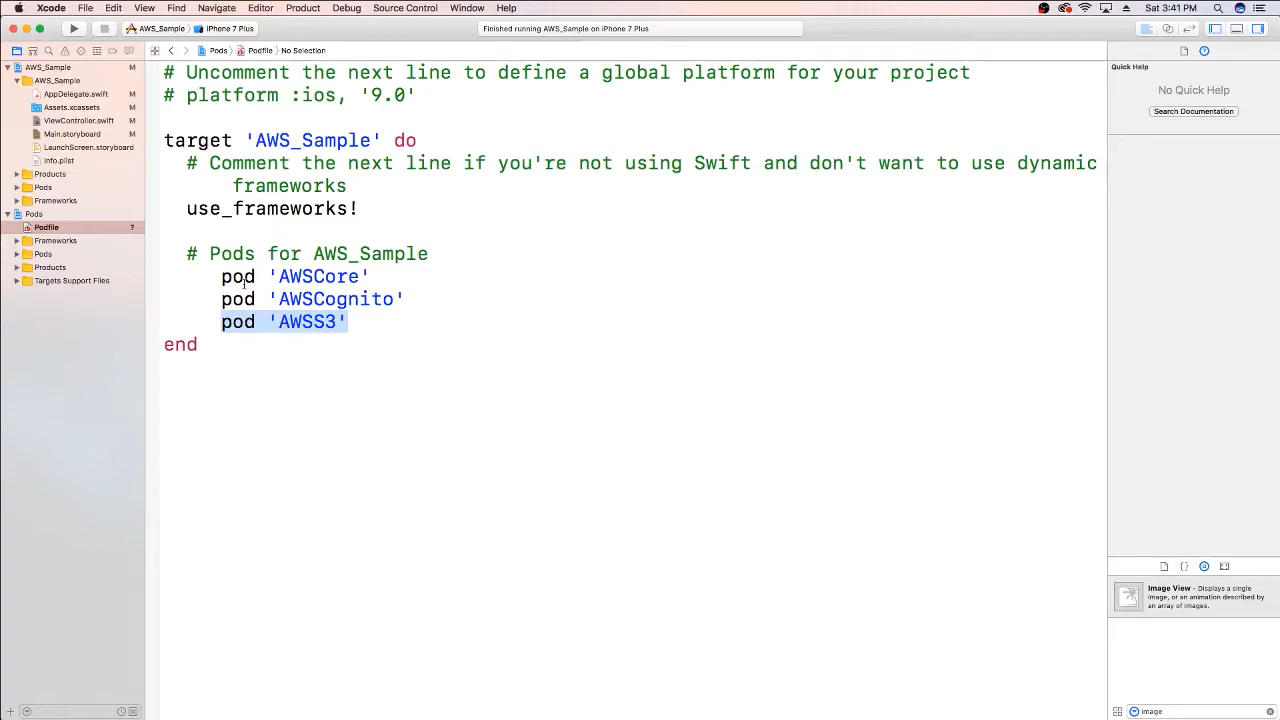 Xcode File Edit View Find Navigate Editor Product Debug Source Control Window Help Sat 3:41 PM
AWS_Sample iPhone 7 Plus Finished running AWS_Sample on iPhone 7 Plus
Pods Podfile No Selection
AWS_Sample M
AWS_Sample
AppDelegate.swift M
Assets.xcassets M
ViewController.swift M
Main.storyboard M
LaunchScreen.storyboard M
Info.plist M
Products
Pods
Frameworks
Pods
Podfile ?
Frameworks
Pods
Products
Targets Support Files
# Uncomment the next line to define a global platform for your project
# platform :ios, '9.0'
target 'AWS_Sample' do
# Comment the next line if you're not using Swift and don't want to use dynamic
frameworks
use_frameworks!
# Pods for AWS_Sample
pod 'AWSCore'
pod 'AWSCognito'
pod 'AWSS3'
end
Quick Help
No Quick Help
Search Documentation
Image View - Displays a single
image, or an animation described by
an array of images.
image